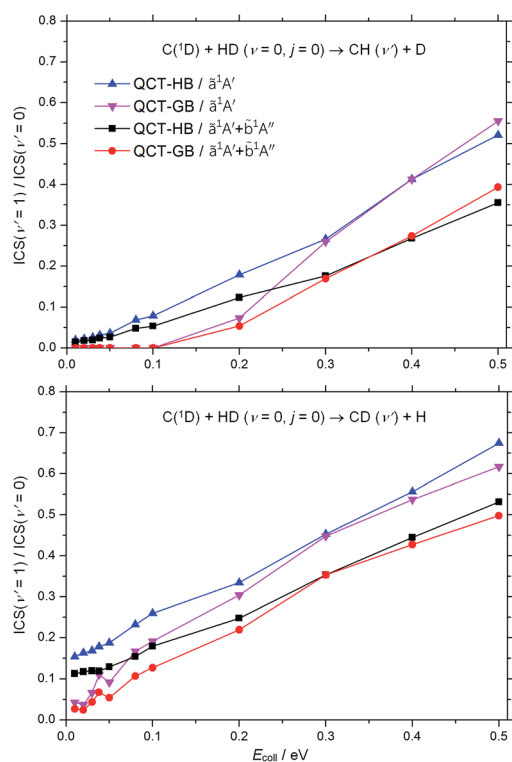 C(¹D) + HD (ν = 0, j = 0) → CH (ν′) + D
QCT-HB / ã¹A′
QCT-GB / ã¹A′
QCT-HB / ã¹A′+b̃¹A″
QCT-GB / ã¹A′+b̃¹A″
ICS(ν′ = 1) / ICS(ν′ = 0)
0.8
0.7
0.6
0.5
0.4
0.3
0.2
0.1
0.0
0.0 0.1 0.2 0.3 0.4 0.5
C(¹D) + HD (ν = 0, j = 0) → CD (ν′) + H
ICS(ν′ = 1) / ICS(ν′ = 0)
0.8
0.7
0.6
0.5
0.4
0.3
0.2
0.1
0.0
0.0 0.1 0.2 0.3 0.4 0.5
E_coll / eV